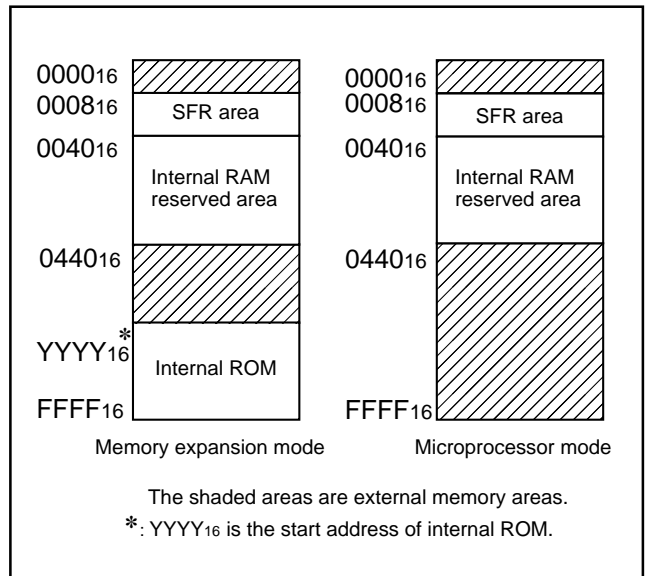 0000₁₆
0008₁₆
SFR area
0040₁₆
Internal RAM
reserved area
0440₁₆
YYYY₁₆*
Internal ROM
FFFF₁₆
Memory expansion mode
0000₁₆
0008₁₆
SFR area
0040₁₆
Internal RAM
reserved area
0440₁₆
FFFF₁₆
Microprocessor mode
The shaded areas are external memory areas.
*: YYYY₁₆ is the start address of internal ROM.